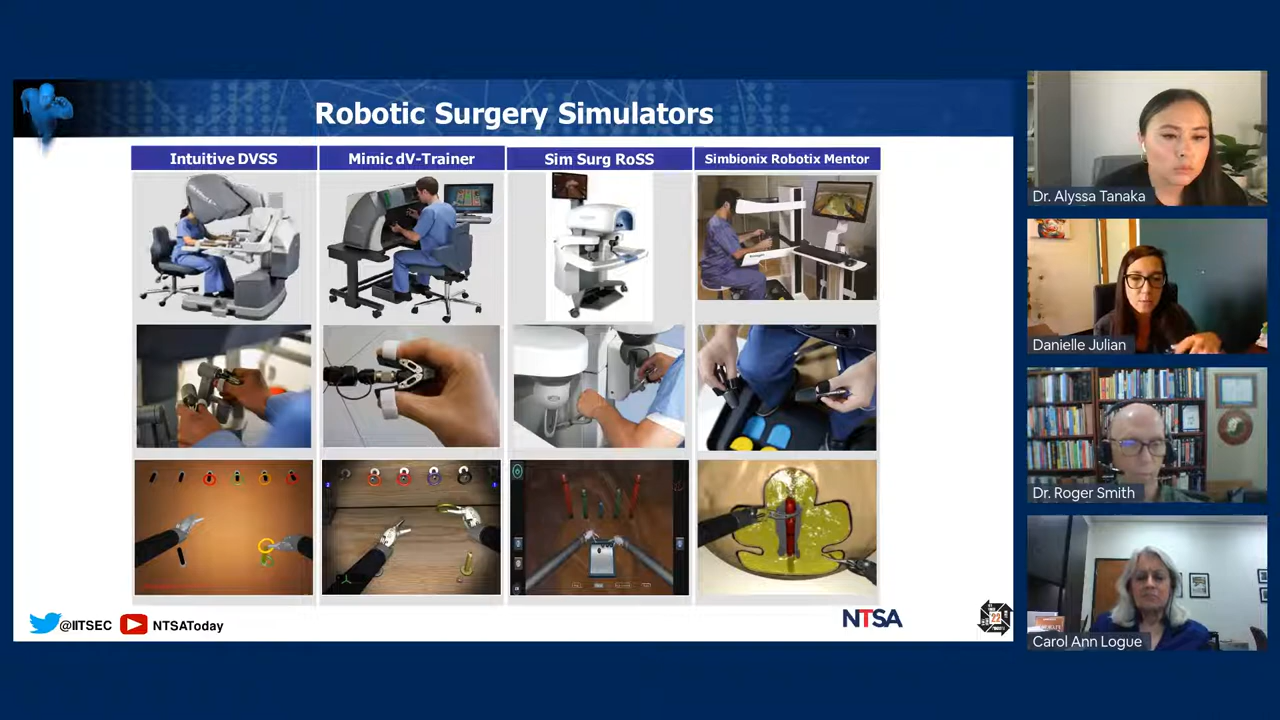 Robotic Surgery Simulators
Intuitive DVSS
Mimic dV-Trainer
Sim Surg RoSS
Simbionix Robotix Mentor
@IITSEC
NTSAToday
NTSA
Dr. Alyssa Tanaka
Danielle Julian
Dr. Roger Smith
Carol Ann Logue